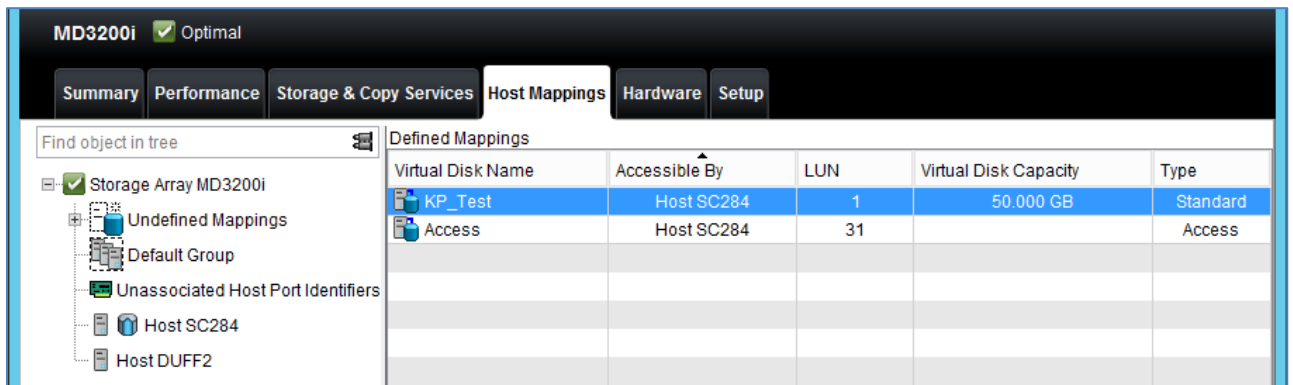 MD3200i Optimal
Summary Performance Storage & Copy Services Host Mappings Hardware Setup
Find object in tree
Storage Array MD3200i
Undefined Mappings
Default Group
Unassociated Host Port Identifiers
Host SC284
Host DUFF2
Defined Mappings
Virtual Disk Name Accessible By LUN Virtual Disk Capacity Type
KP_Test Host SC284 1 50.000 GB Standard
Access Host SC284 31 Access